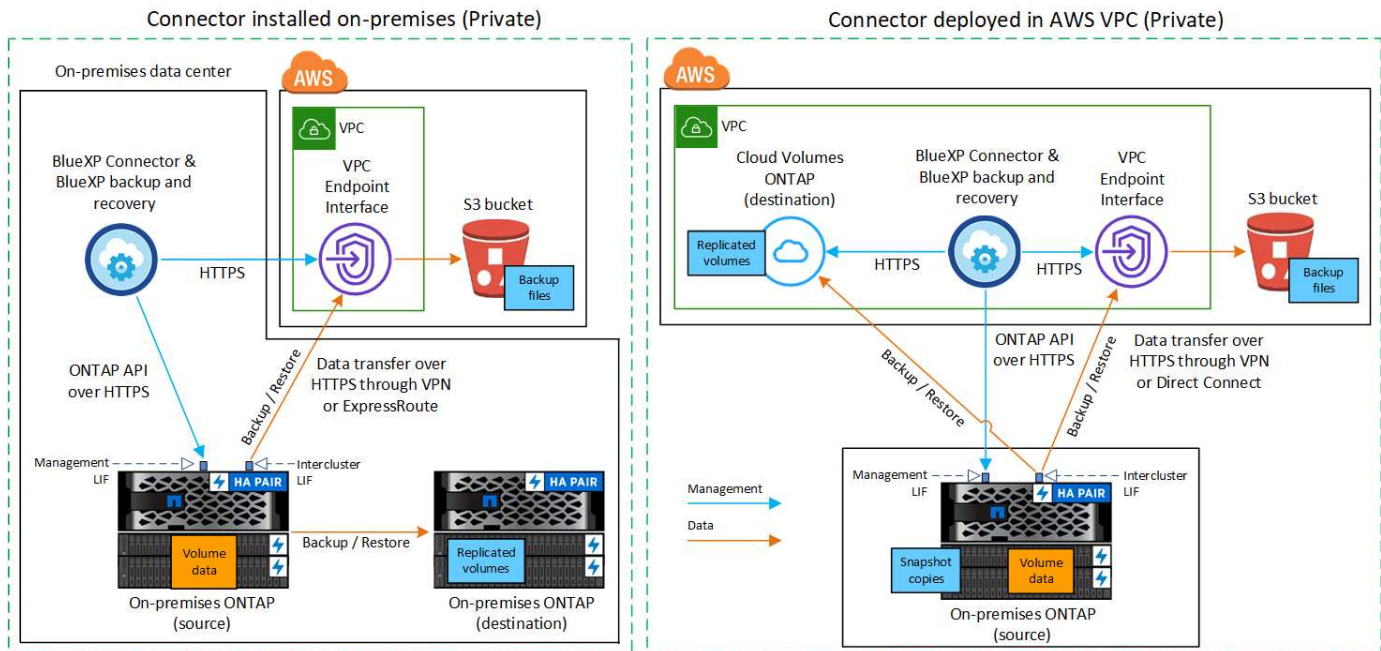 Connector installed on-premises (Private)
On-premises data center
AWS
VPC
BlueXP Connector &
BlueXP backup and
recovery
VPC
Endpoint
Interface
S3 bucket
HTTPS
Backup
files
ONTAP API
over HTTPS
Backup / Restore
Data transfer over
HTTPS through VPN
or ExpressRoute
Management
LIF
Intercluster
LIF
HA PAIR
HA PAIR
Volume
data
Backup / Restore
Replicated
volumes
On-premises ONTAP
(source)
On-premises ONTAP
(destination)
Connector deployed in AWS VPC (Private)
AWS
VPC
Cloud Volumes
ONTAP
(destination)
BlueXP Connector &
BlueXP backup and
recovery
VPC
Endpoint
Interface
S3 bucket
Replicated
volumes
HTTPS
HTTPS
Backup
files
Backup / Restore
ONTAP API
over HTTPS
Backup / Restore
Data transfer over
HTTPS through VPN
or Direct Connect
Management
LIF
Intercluster
LIF
HA PAIR
Management
Data
Snapshot
copies
Volume
data
On-premises ONTAP
(source)